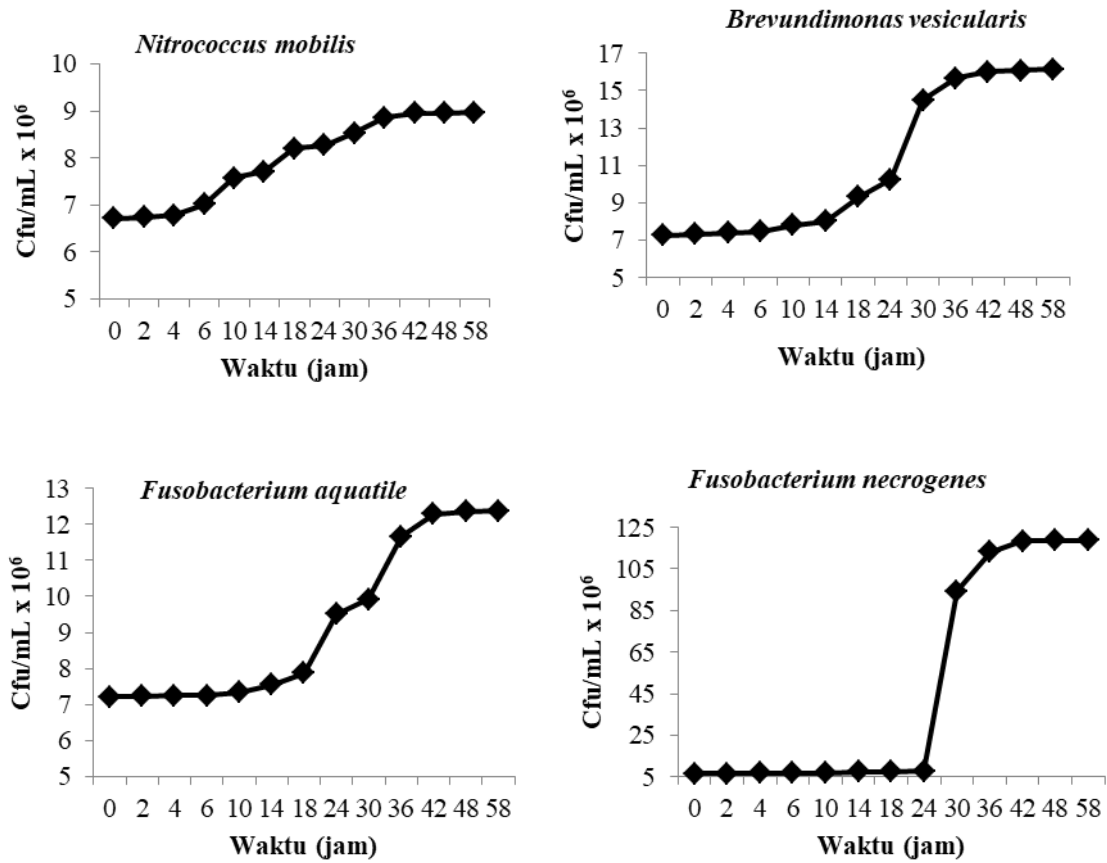 Nitrococcus mobilis
10
9
8
7
6
5
Cfu/mL x 10⁶
0 2 4 6 10 14 18 24 30 36 42 48 58
Waktu (jam)
Brevundimonas vesicularis
17
15
13
11
9
7
5
Cfu/mL x 10⁶
0 2 4 6 10 14 18 24 30 36 42 48 58
Waktu (jam)
Fusobacterium aquatile
13
12
11
10
9
8
7
6
5
Cfu/mL x 10⁶
0 2 4 6 10 14 18 24 30 36 42 48 58
Waktu (jam)
Fusobacterium necrogenes
125
105
85
65
45
25
5
Cfu/mL x 10⁶
0 2 4 6 10 14 18 24 30 36 42 48 58
Waktu (jam)